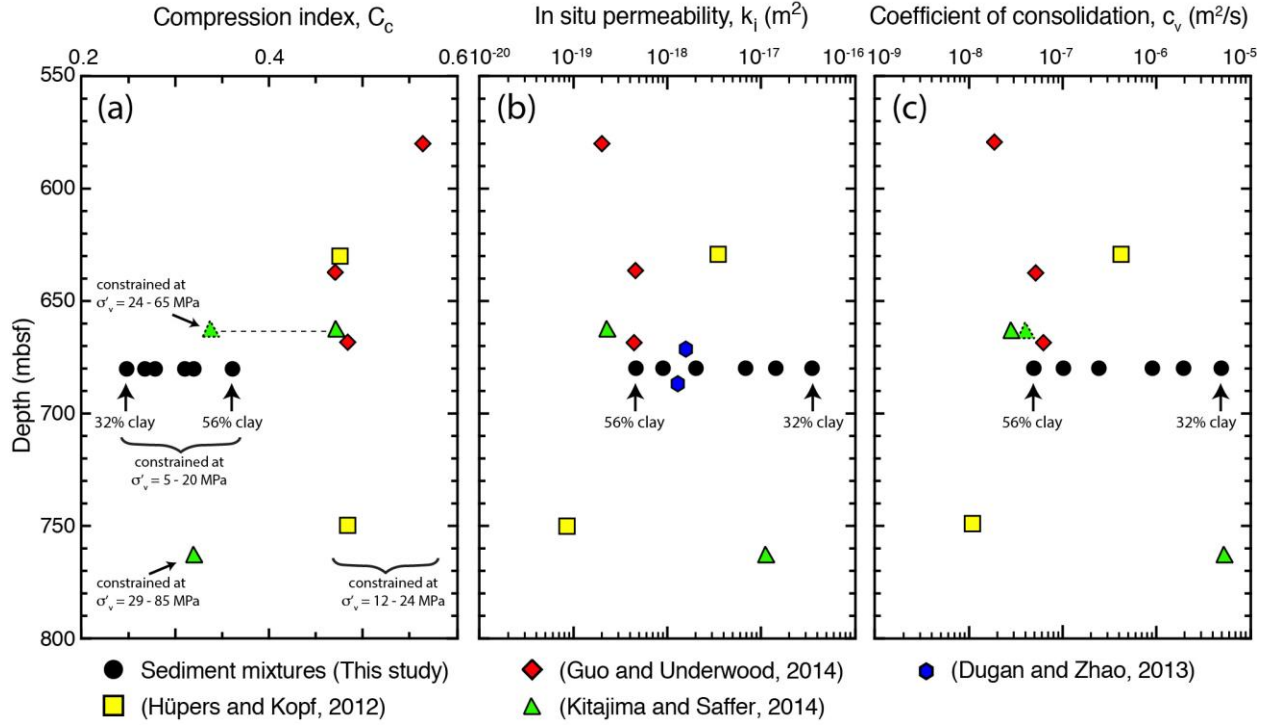 Compression index, Cc
In situ permeability, ki (m²)
Coefficient of consolidation, cv (m²/s)
0.2 0.4 0.6
10⁻²⁰ 10⁻¹⁹ 10⁻¹⁸ 10⁻¹⁷ 10⁻¹⁶
10⁻⁹ 10⁻⁸ 10⁻⁷ 10⁻⁶ 10⁻⁵
Depth (mbsf)
550
600
650
700
750
800
(a)
constrained at
σ'v = 24 - 65 MPa
32% clay
56% clay
constrained at
σ'v = 5 - 20 MPa
constrained at
σ'v = 29 - 85 MPa
constrained at
σ'v = 12 - 24 MPa
(b)
56% clay
32% clay
(c)
56% clay
32% clay
Sediment mixtures (This study)
(Guo and Underwood, 2014)
(Dugan and Zhao, 2013)
(Hüpers and Kopf, 2012)
(Kitajima and Saffer, 2014)